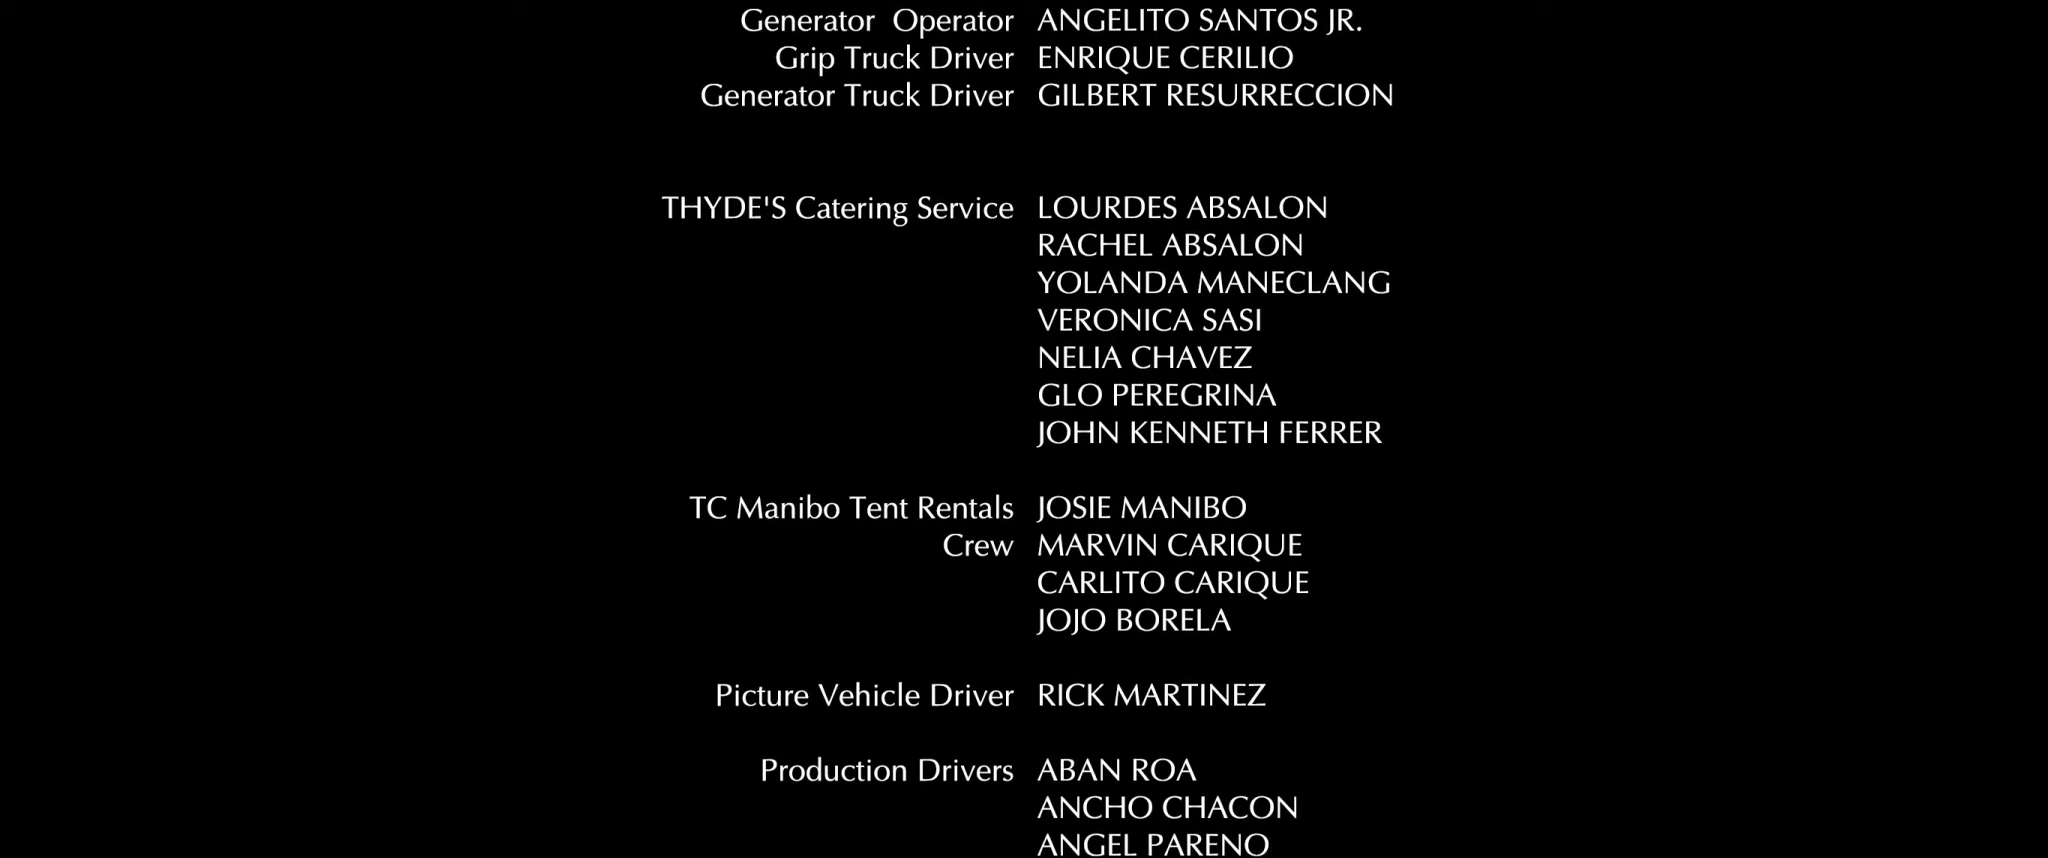 Generator Operator ANGELITO SANTOS JR.
Grip Truck Driver ENRIQUE CERILIO
Generator Truck Driver GILBERT RESURRECCION
THYDE'S Catering Service LOURDES ABSALON
RACHEL ABSALON
YOLANDA MANECLANG
VERONICA SASI
NELIA CHAVEZ
GLO PEREGRINA
JOHN KENNETH FERRER
TC Manibo Tent Rentals JOSIE MANIBO
Crew MARVIN CARIQUE
CARLITO CARIQUE
JOJO BORELA
Picture Vehicle Driver RICK MARTINEZ
Production Drivers ABAN ROA
ANCHO CHACON
ANGEL PARENO